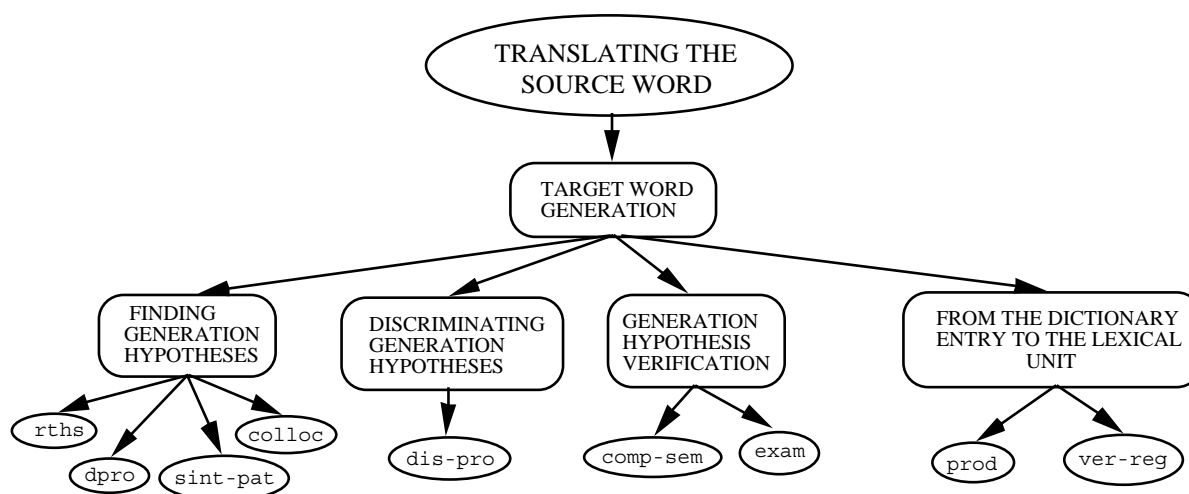 TRANSLATING THE
SOURCE WORD
TARGET WORD
GENERATION
FINDING
GENERATION
HYPOTHESES
DISCRIMINATING
GENERATION
HYPOTHESES
GENERATION
HYPOTHESIS
VERIFICATION
FROM THE DICTIONARY
ENTRY TO THE LEXICAL
UNIT
rths
dpro
sint-pat
colloc
dis-pro
comp-sem
exam
prod
ver-reg